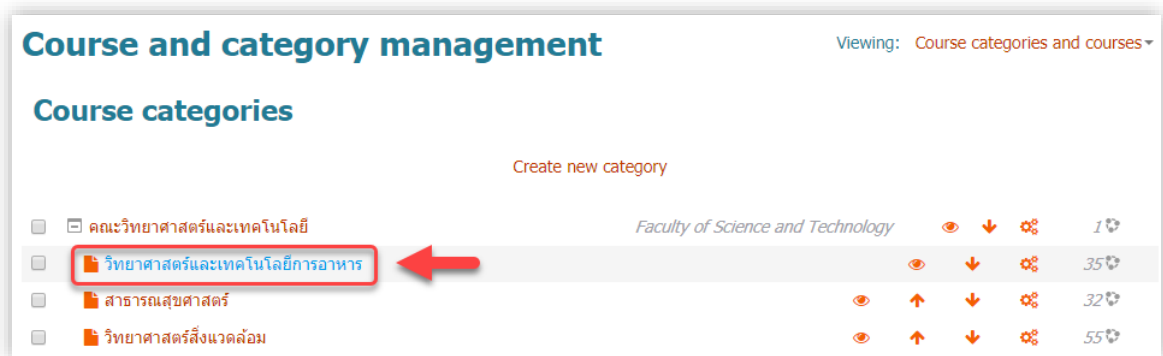 Course and category management
Viewing: Course categories and courses
Course categories
Create new category
คณะวิทยาศาสตร์และเทคโนโลยี Faculty of Science and Technology 1
วิทยาศาสตร์และเทคโนโลยีการอาหาร 35
สาธารณสุขศาสตร์ 32
วิทยาศาสตร์สิ่งแวดล้อม 55